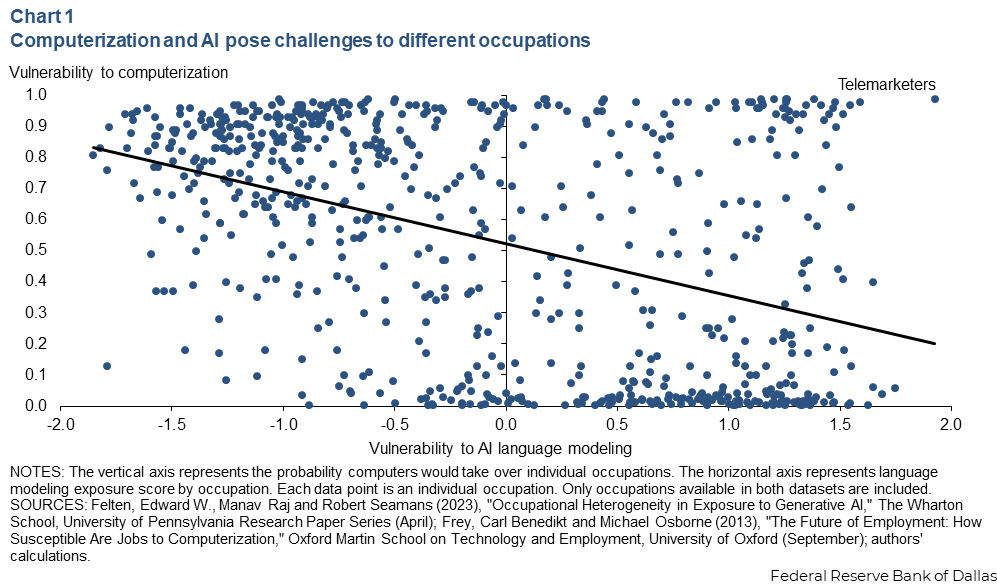 Chart 1
Computerization and AI pose challenges to different occupations
Vulnerability to computerization
Telemarketers
1.0
0.9
0.8
0.7
0.6
0.5
0.4
0.3
0.2
0.1
0.0
-2.0 -1.5 -1.0 -0.5 0.0 0.5 1.0 1.5 2.0
Vulnerability to AI language modeling
NOTES: The vertical axis represents the probability computers would take over individual occupations. The horizontal axis represents language
modeling exposure score by occupation. Each data point is an individual occupation. Only occupations available in both datasets are included.
SOURCES: Felten, Edward W., Manav Raj and Robert Seamans (2023), "Occupational Heterogeneity in Exposure to Generative AI," The Wharton
School, University of Pennsylvania Research Paper Series (April); Frey, Carl Benedikt and Michael Osborne (2013), "The Future of Employment: How
Susceptible Are Jobs to Computerization," Oxford Martin School on Technology and Employment, University of Oxford (September); authors'
calculations.
Federal Reserve Bank of Dallas